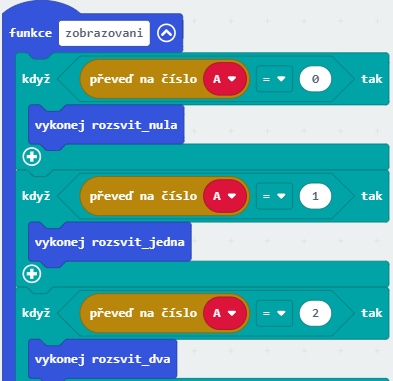 funkce zobrazovani
když převeď na číslo A = 0 tak
vykonej rozsvit_nula
když převeď na číslo A = 1 tak
vykonej rozsvit_jedna
když převeď na číslo A = 2 tak
vykonej rozsvit_dva